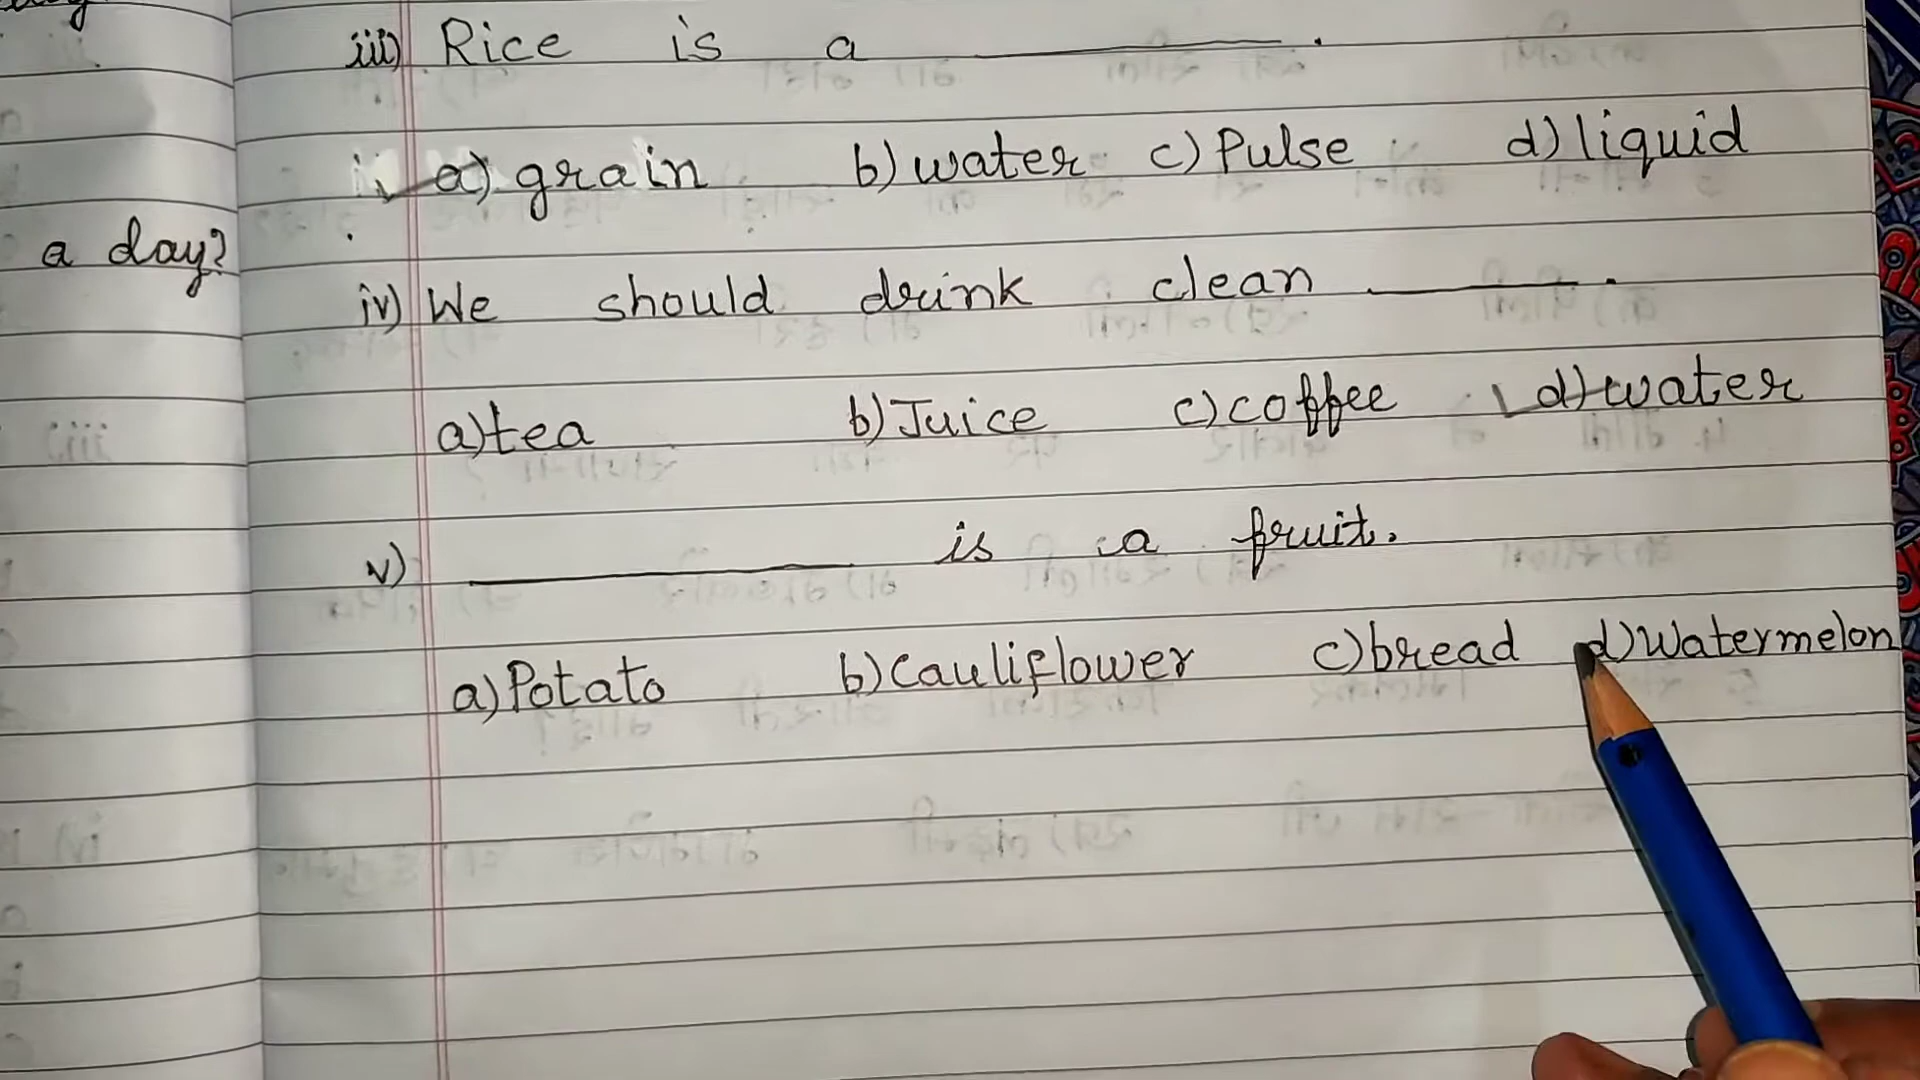 iii) Rice is a ________.
a) grain b) water c) Pulse d) liquid
a day?
iv) We should drink clean ________.
a) tea b) Juice c) coffee d) water
v) ________ is a fruit.
a) Potato b) Cauliflower c) bread d) Watermelon